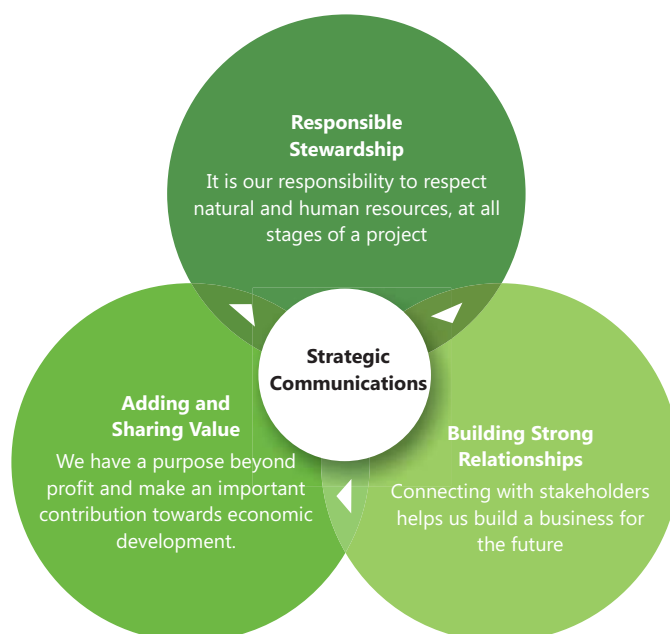 Responsible
Stewardship
It is our responsibility to respect
natural and human resources, at all
stages of a project
Strategic
Communications
Adding and
Sharing Value
We have a purpose beyond
profit and make an important
contribution towards economic
development.
Building Strong
Relationships
Connecting with stakeholders
helps us build a business for
the future